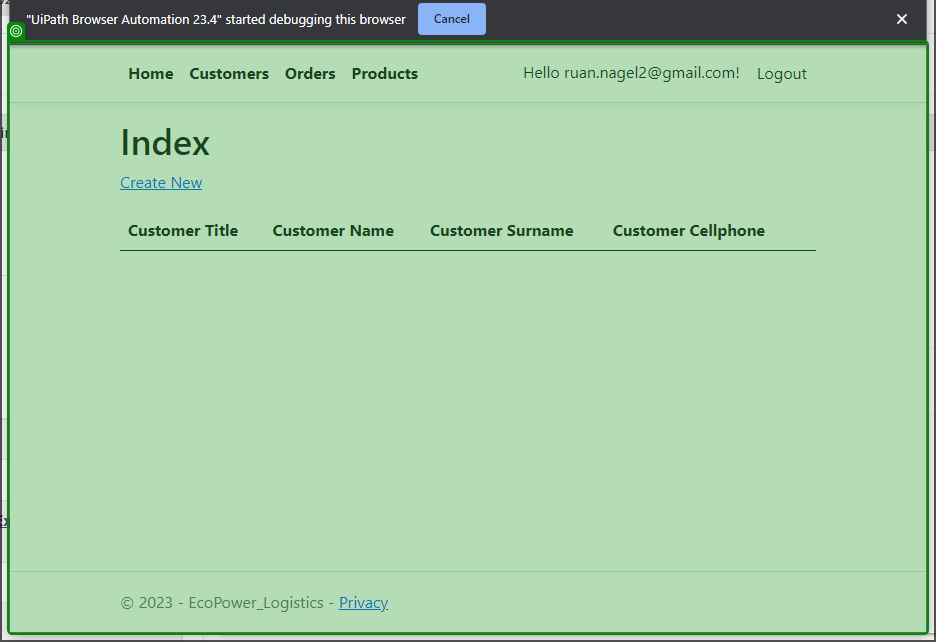 "UiPath Browser Automation 23.4" started debugging this browser Cancel
Home Customers Orders Products Hello ruan.nagel2@gmail.com! Logout
Index
Create New
Customer Title Customer Name Customer Surname Customer Cellphone
© 2023 - EcoPower_Logistics - Privacy